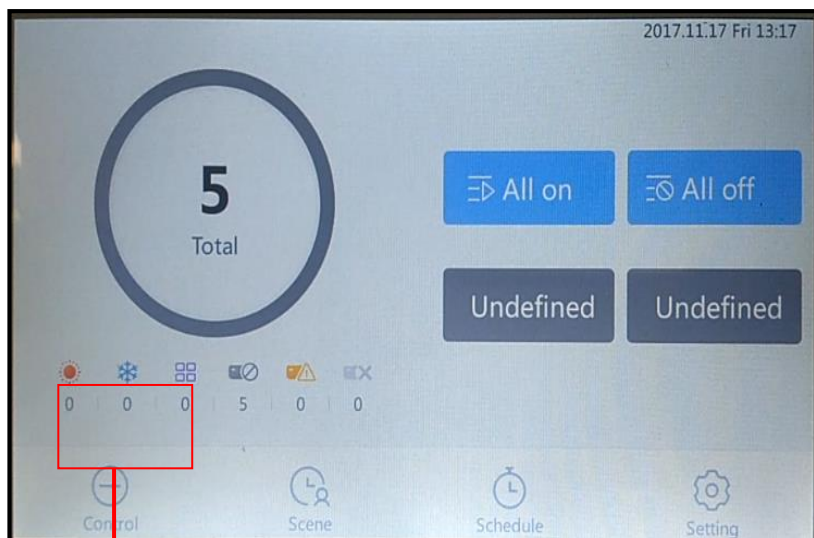 2017.11.17 Fri 13:17
5
Total
All on
All off
Undefined
Undefined
0 0 0 5 0 0
Control
Scene
Schedule
Setting